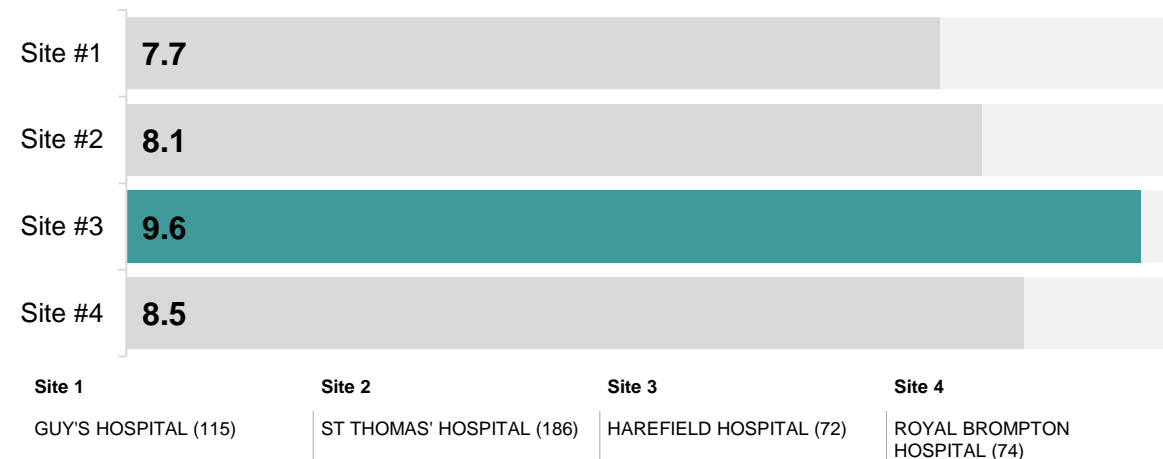 Site #1 7.7
Site #2 8.1
Site #3 9.6
Site #4 8.5
Site 1 Site 2 Site 3 Site 4
GUY'S HOSPITAL (115) ST THOMAS' HOSPITAL (186) HAREFIELD HOSPITAL (72) ROYAL BROMPTON
HOSPITAL (74)